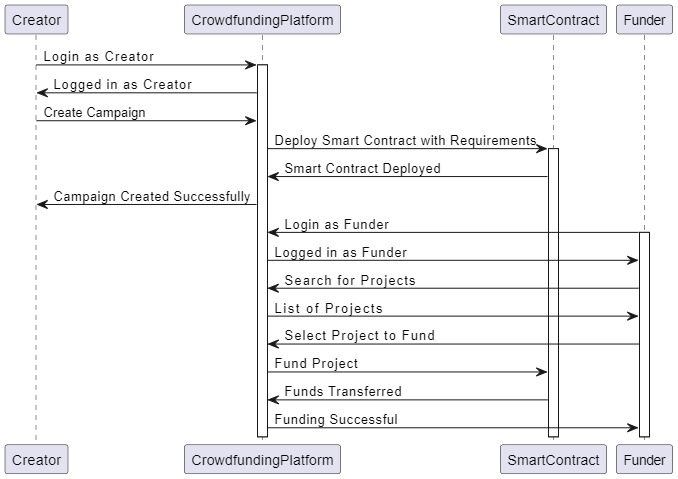 Creator
CrowdfundingPlatform
SmartContract
Funder
Login as Creator
Logged in as Creator
Create Campaign
Deploy Smart Contract with Requirements
Smart Contract Deployed
Campaign Created Successfully
Login as Funder
Logged in as Funder
Search for Projects
List of Projects
Select Project to Fund
Fund Project
Funds Transferred
Funding Successful
Creator
CrowdfundingPlatform
SmartContract
Funder